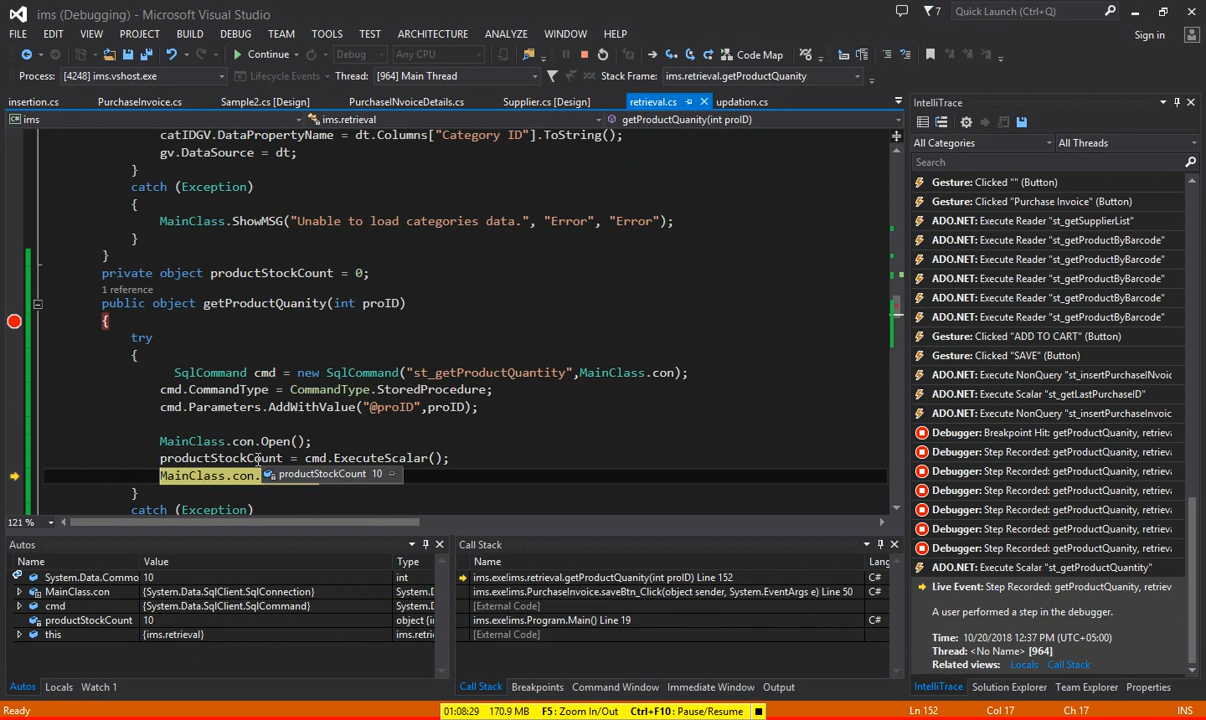 ims (Debugging) - Microsoft Visual Studio
7
Quick Launch (Ctrl+Q)
FILE EDIT VIEW PROJECT BUILD DEBUG TEAM TOOLS TEST ARCHITECTURE ANALYZE WINDOW HELP
Sign in
Continue Debug Any CPU Code Map
Process: [4248] ims.vshost.exe Lifecycle Events Thread: [964] Main Thread Stack Frame: ims.retrieval.getProductQuanity
insertion.cs PurchaseInvoice.cs Sample2.cs [Design] PurchaselNvoiceDetails.cs Supplier.cs [Design] retrieval.cs updation.cs
ims ims.retrieval getProductQuanity(int proID)
catIDGV.DataPropertyName = dt.Columns["Category ID"].ToString();
gv.DataSource = dt;
}
catch (Exception)
{
MainClass.ShowMSG("Unable to load categories data.", "Error", "Error");
}
}
private object productStockCount = 0;
1 reference
public object getProductQuanity(int proID)
{
try
{
SqlCommand cmd = new SqlCommand("st_getProductQuantity",MainClass.con);
cmd.CommandType = CommandType.StoredProcedure;
cmd.Parameters.AddWithValue("@proID",proID);
MainClass.con.Open();
productStockCount = cmd.ExecuteScalar();
MainClass.con.
productStockCount 10
}
catch (Exception)
121 %
IntelliTrace
All Categories All Threads
Search
Gesture: Clicked "" (Button)
Gesture: Clicked "Purchase Invoice" (Button)
ADO.NET: Execute Reader "st_getSupplierList"
ADO.NET: Execute Reader "st_getProductByBarcode"
ADO.NET: Execute Reader "st_getProductByBarcode"
ADO.NET: Execute Reader "st_getProductByBarcode"
ADO.NET: Execute Reader "st_getProductByBarcode"
ADO.NET: Execute Reader "st_getProductByBarcode"
Gesture: Clicked "ADD TO CART" (Button)
Gesture: Clicked "SAVE" (Button)
ADO.NET: Execute NonQuery "st_insertPurchaseINvoic
ADO.NET: Execute Scalar "st_getLastPurchaseID"
ADO.NET: Execute NonQuery "st_insertPurchaseInvoic
Debugger: Breakpoint Hit: getProductQuanity, retrieva
Debugger: Step Recorded: getProductQuanity, retrieva
Debugger: Step Recorded: getProductQuanity, retrieva
Debugger: Step Recorded: getProductQuanity, retrieva
Debugger: Step Recorded: getProductQuanity, retrieva
Debugger: Step Recorded: getProductQuanity, retrieva
Debugger: Step Recorded: getProductQuanity, retrieva
ADO.NET: Execute Scalar "st_getProductQuantity"
Live Event: Step Recorded: getProductQuanity, retrieva
A user performed a step in the debugger.
Time: 10/20/2018 12:37 PM (UTC+05:00)
Thread: <No Name> [964]
Related views: Locals Call Stack
IntelliTrace Solution Explorer Team Explorer Properties
Autos
Name Value Type
System.Data.Commo 10 int
MainClass.con {System.Data.SqlClient.SqlConnection} System.D
cmd {System.Data.SqlClient.SqlCommand} System.D
productStockCount 10 object {in
this {ims.retrieval} ims.retrie
Autos Locals Watch 1
Call Stack
Name Lang
ims.exe!ims.retrieval.getProductQuanity(int proID) Line 152 C#
ims.exe!ims.PurchaseInvoice.saveBtn_Click(object sender, System.EventArgs e) Line 50 C#
[External Code]
ims.exe!ims.Program.Main() Line 19 C#
[External Code]
Call Stack Breakpoints Command Window Immediate Window Output
01:08:29 170.9 MB F5: Zoom In/Out Ctrl+F10: Pause/Resume
Ln 152 Col 17 Ch 17 INS